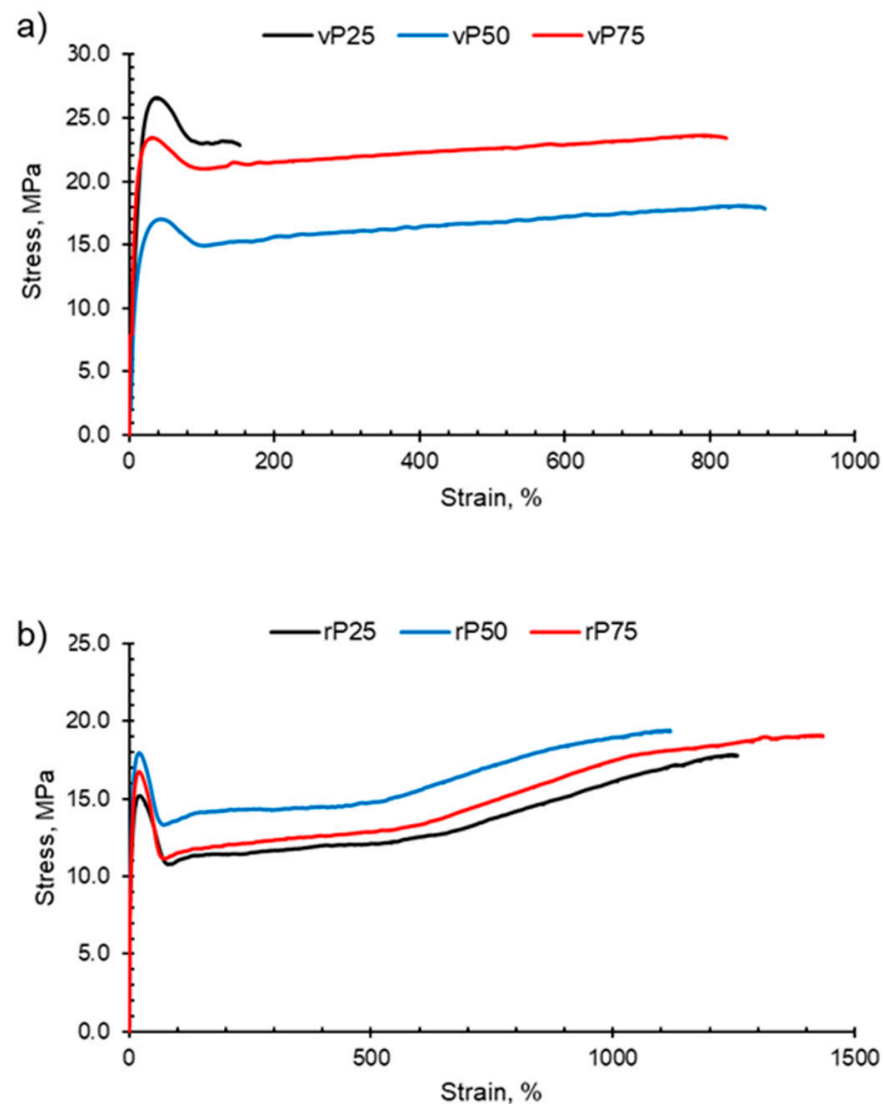 a)
vP25 vP50 vP75
30.0
25.0
20.0
15.0
10.0
5.0
0.0
Stress, MPa
0 200 400 600 800 1000
Strain, %
b)
rP25 rP50 rP75
25.0
20.0
15.0
10.0
5.0
0.0
Stress, MPa
0 500 1000 1500
Strain, %